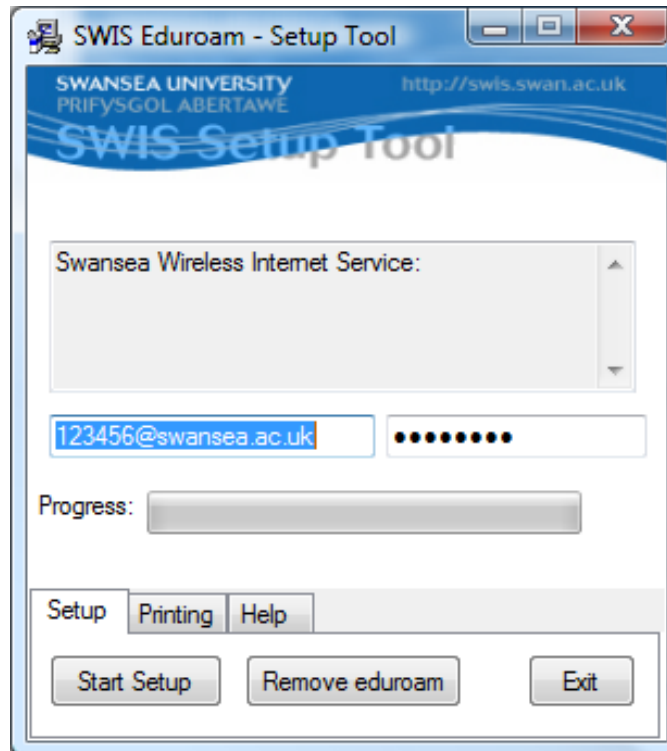 SWIS Eduroam - Setup Tool
SWANSEA UNIVERSITY http://swis.swan.ac.uk
PRIFYSGOL ABERTAWE
SWIS Setup Tool
Swansea Wireless Internet Service:
123456@swansea.ac.uk ●●●●●●●●
Progress:
Setup Printing Help
Start Setup Remove eduroam Exit